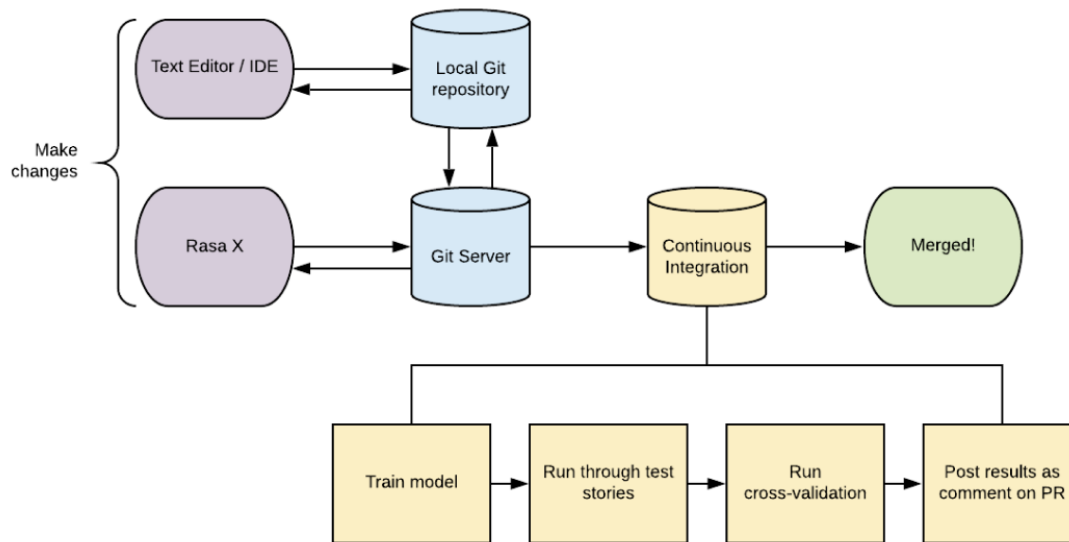 Text Editor / IDE
Local Git
repository
Make
changes
Rasa X
Git Server
Continuous
Integration
Merged!
Train model
Run through test
stories
Run
cross-validation
Post results as
comment on PR